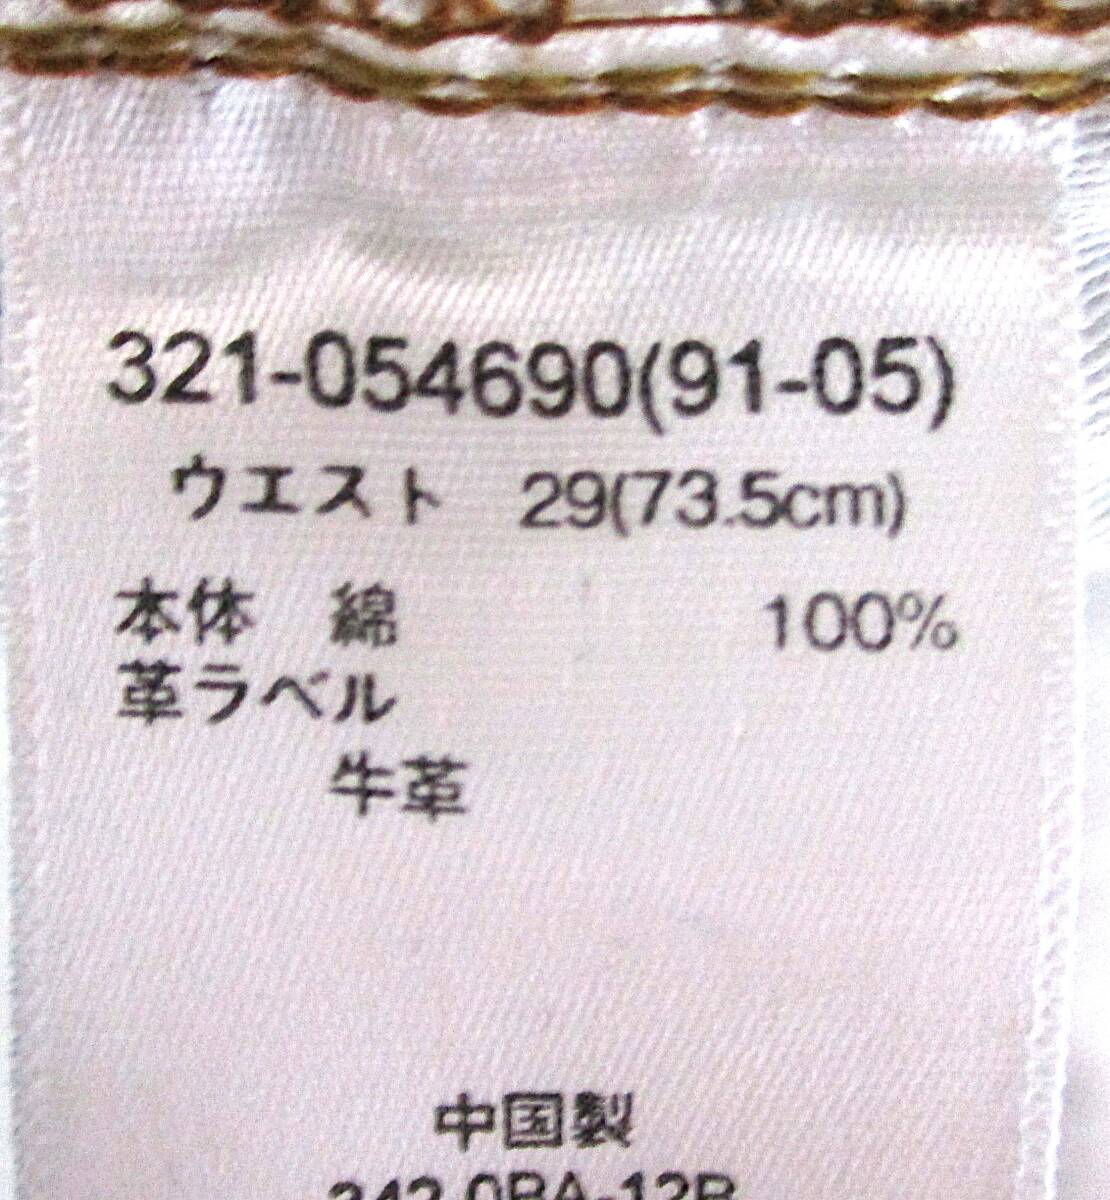 321-054690(91-05)
ウエスト 29(73.5cm)
本体 綿 100%
革ラベル
牛革
中国製